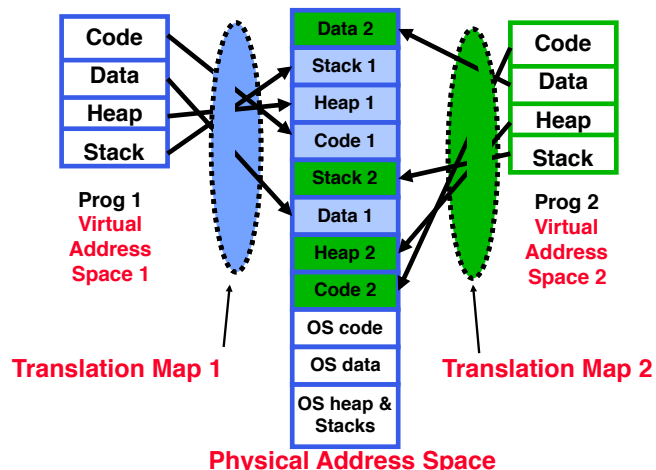 Code
Data
Heap
Stack
Prog 1
Virtual
Address
Space 1
Translation Map 1
Data 2
Stack 1
Heap 1
Code 1
Stack 2
Data 1
Heap 2
Code 2
OS code
OS data
OS heap &
Stacks
Physical Address Space
Code
Data
Heap
Stack
Prog 2
Virtual
Address
Space 2
Translation Map 2